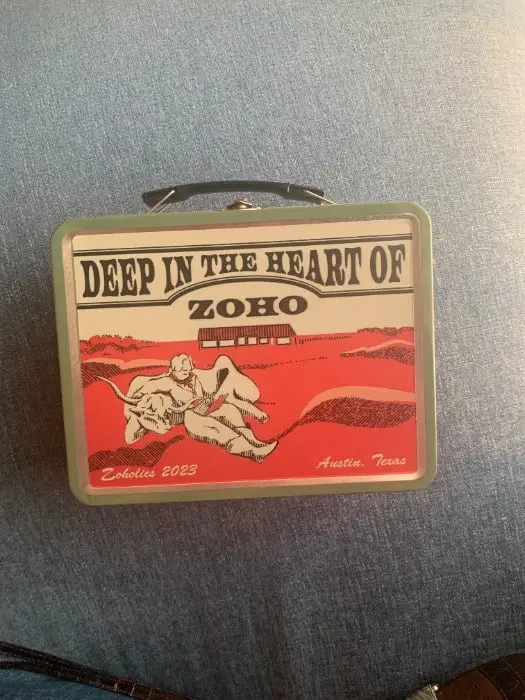 DEEP IN THE HEART OF
ZOHO
Zoholics 2023
Austin, Texas